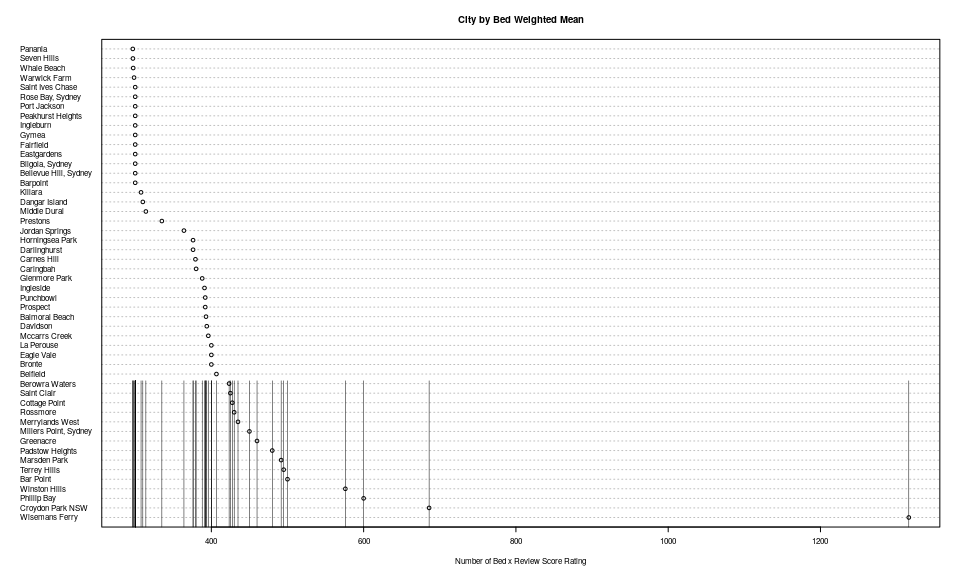 City by Bed Weighted Mean
Panania
Seven Hills
Whale Beach
Warwick Farm
Saint Ives Chase
Rose Bay, Sydney
Port Jackson
Peakhurst Heights
Ingleburn
Gymea
Fairfield
Eastgardens
Bilgola, Sydney
Bellevue Hill, Sydney
Barpoint
Killara
Dangar Island
Middle Dural
Prestons
Jordan Springs
Horningsea Park
Darlinghurst
Carnes Hill
Caringbah
Glenmore Park
Ingleside
Punchbowl
Prospect
Balmoral Beach
Davidson
Mccarrs Creek
La Perouse
Eagle Vale
Bronte
Belfield
Berowra Waters
Saint Clair
Cottage Point
Rossmore
Merrylands West
Millers Point, Sydney
Greenacre
Padstow Heights
Marsden Park
Terrey Hills
Bar Point
Winston Hills
Phillip Bay
Croydon Park NSW
Wisemans Ferry
400 600 800 1000 1200
Number of Bed x Review Score Rating